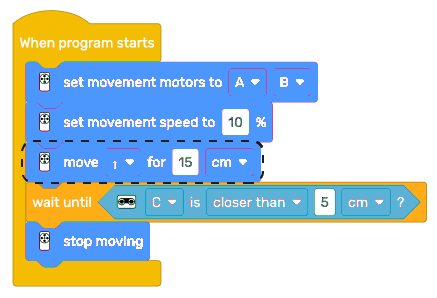 When program starts
set movement motors to A B
set movement speed to 10 %
move ↑ for 15 cm
wait until C is closer than 5 cm ?
stop moving